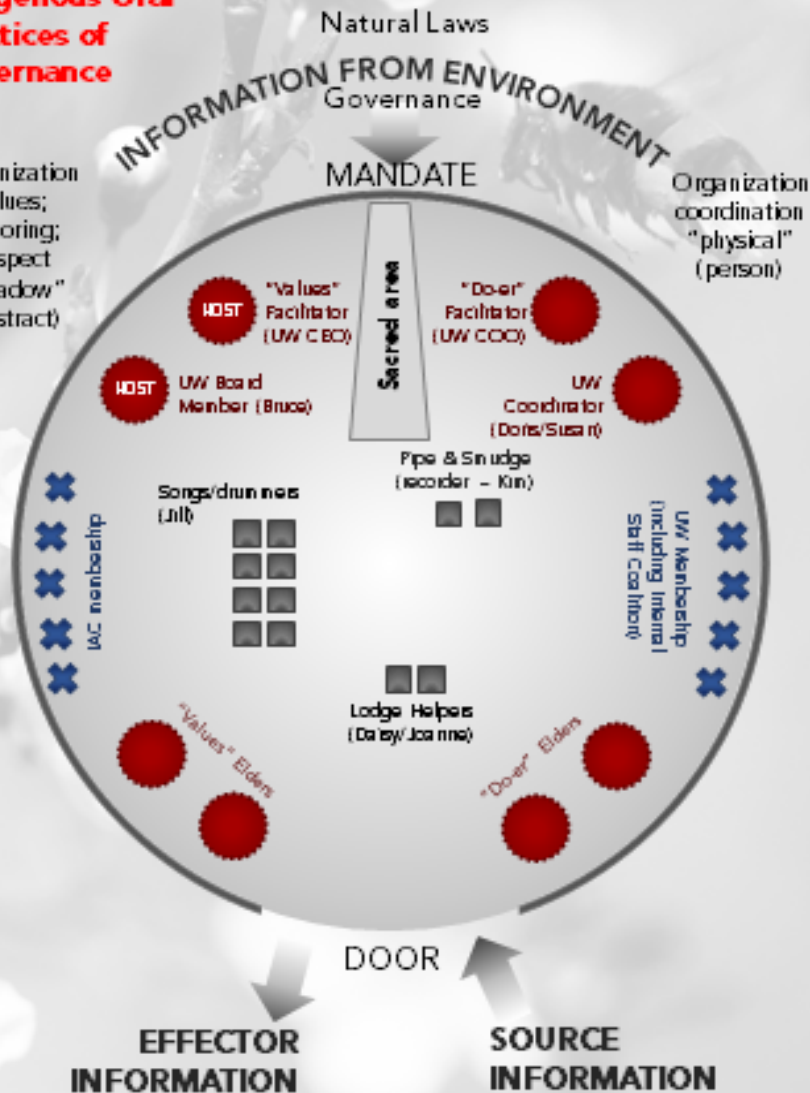 Natural Laws
INFORMATION FROM ENVIRONMENT
Governance
MANDATE
Organization
coordination
"physical"
(person)
Sacred area
HOST
"Values"
Facilitator
(UW CEO)
"Do-er"
Facilitator
(UW COO)
HOST
UW Board
Member (Bruce)
UW
Coordinator
(Doris/Susan)
Pipe & Smudge
(recorder – Kim)
Songs/drummers
(Jill)
IAC membership
UW Membership
(including Internal
Staff Coalition)
Lodge Helpers
(Daisy/Joanne)
"Values" Elders
"Do-er" Elders
DOOR
EFFECTOR
INFORMATION
SOURCE
INFORMATION